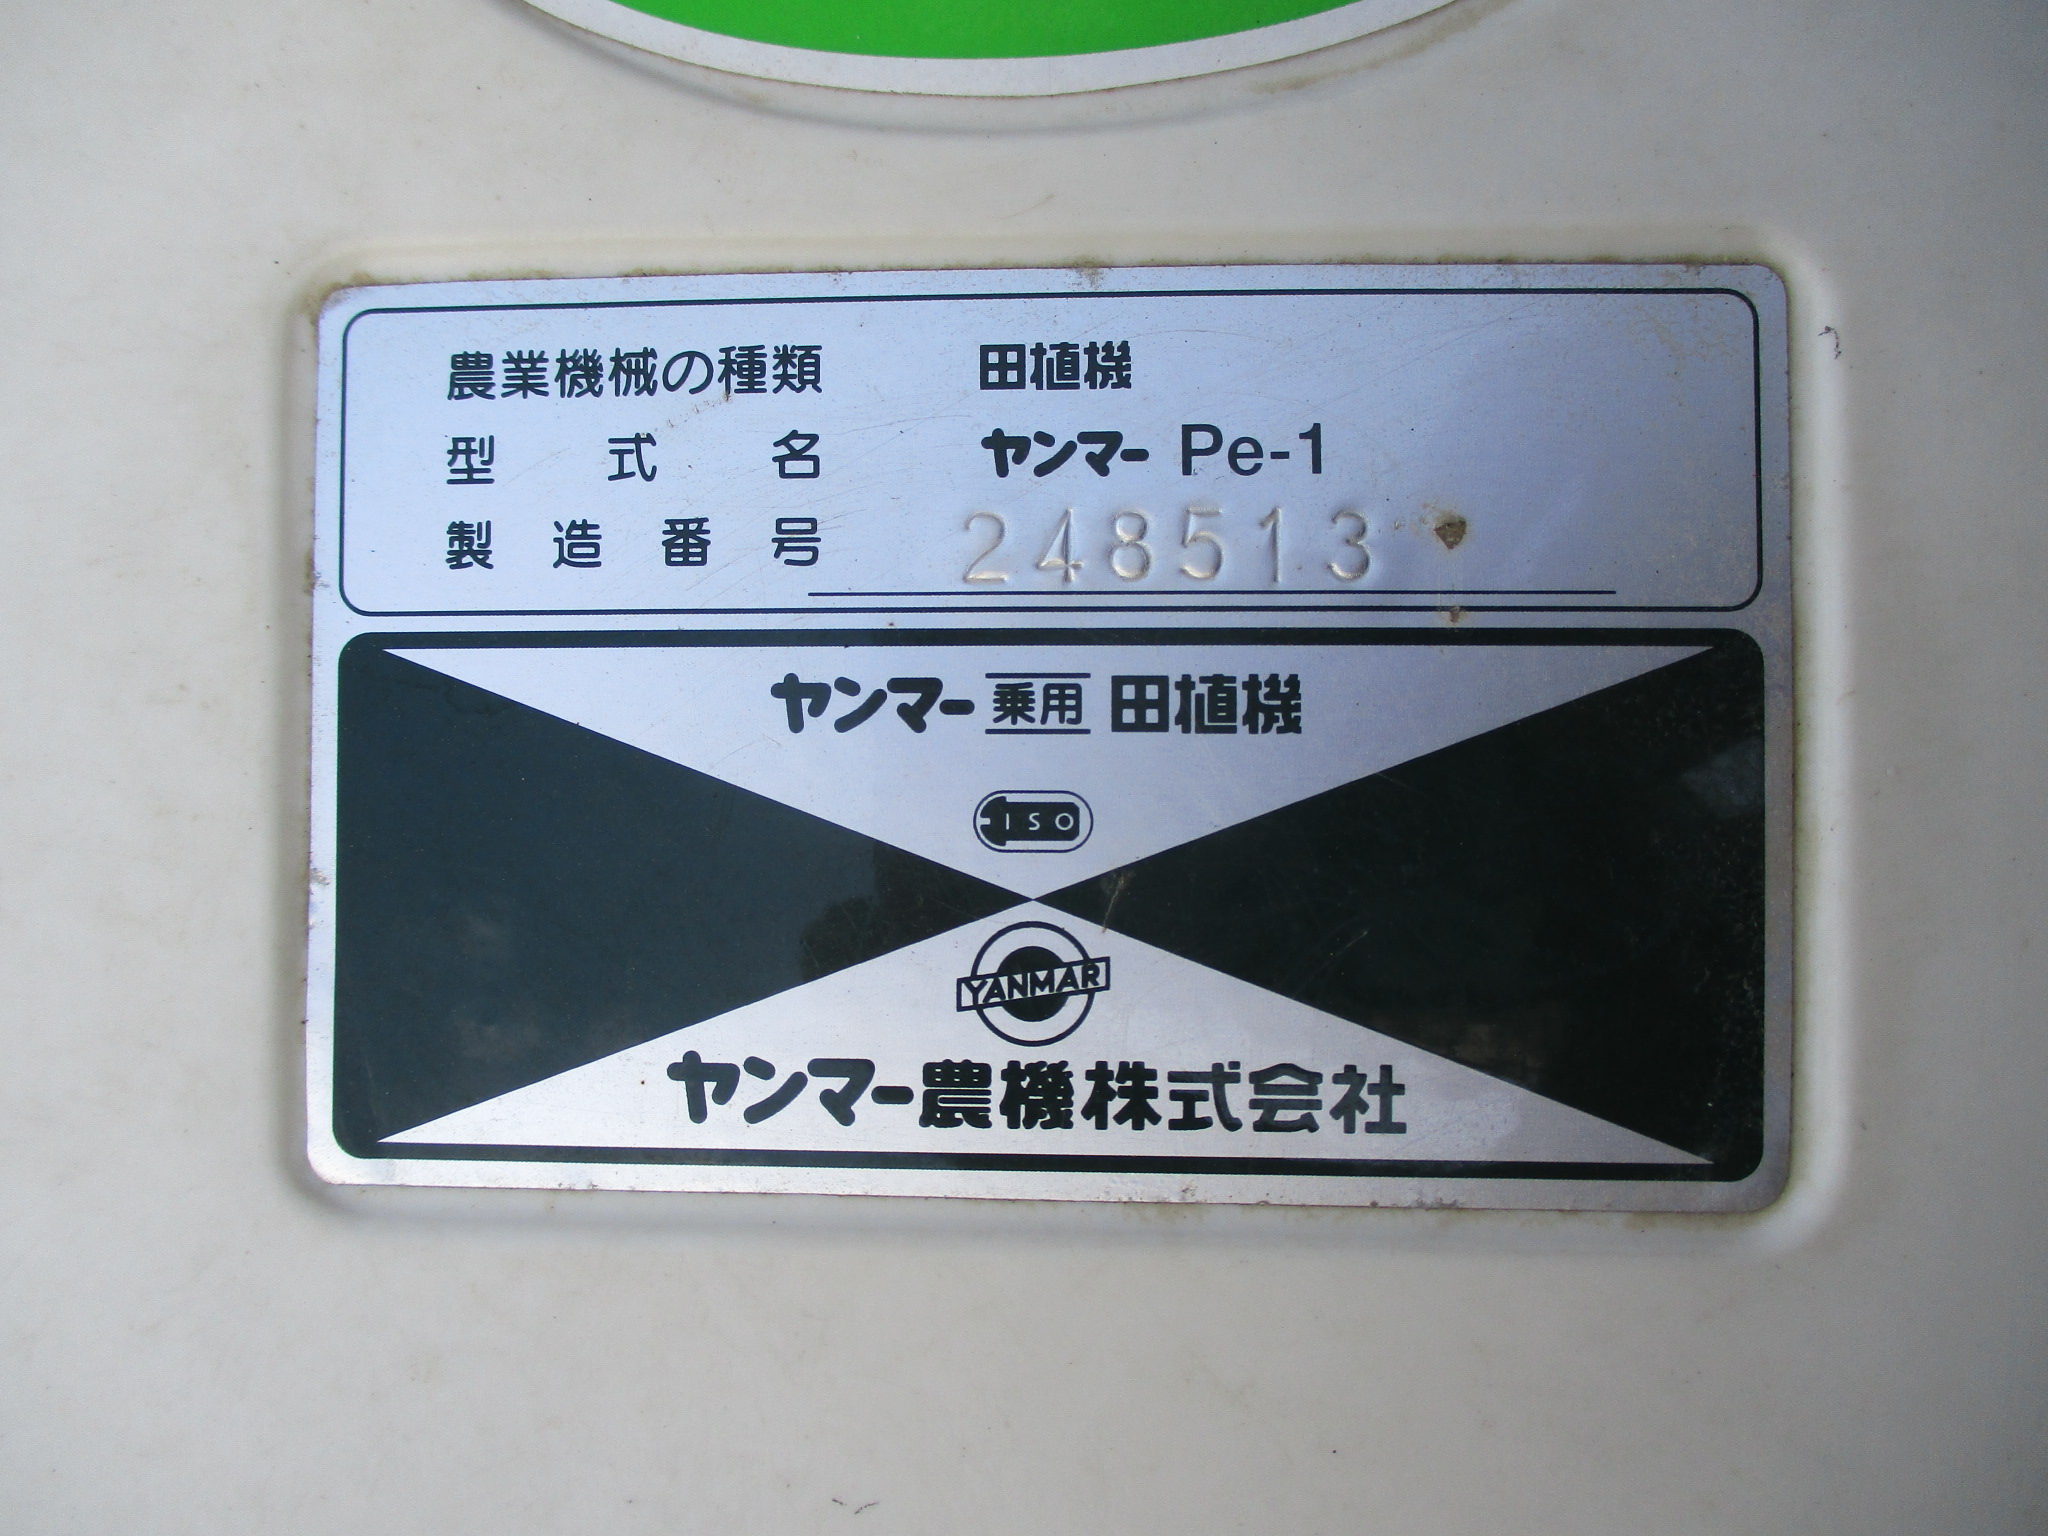 農業機械の種類 田植機
型式名 ヤンマー Pe-1
製造番号 248513
ヤンマー乗用田植機
ISO
YANMAR
ヤンマー農機株式会社